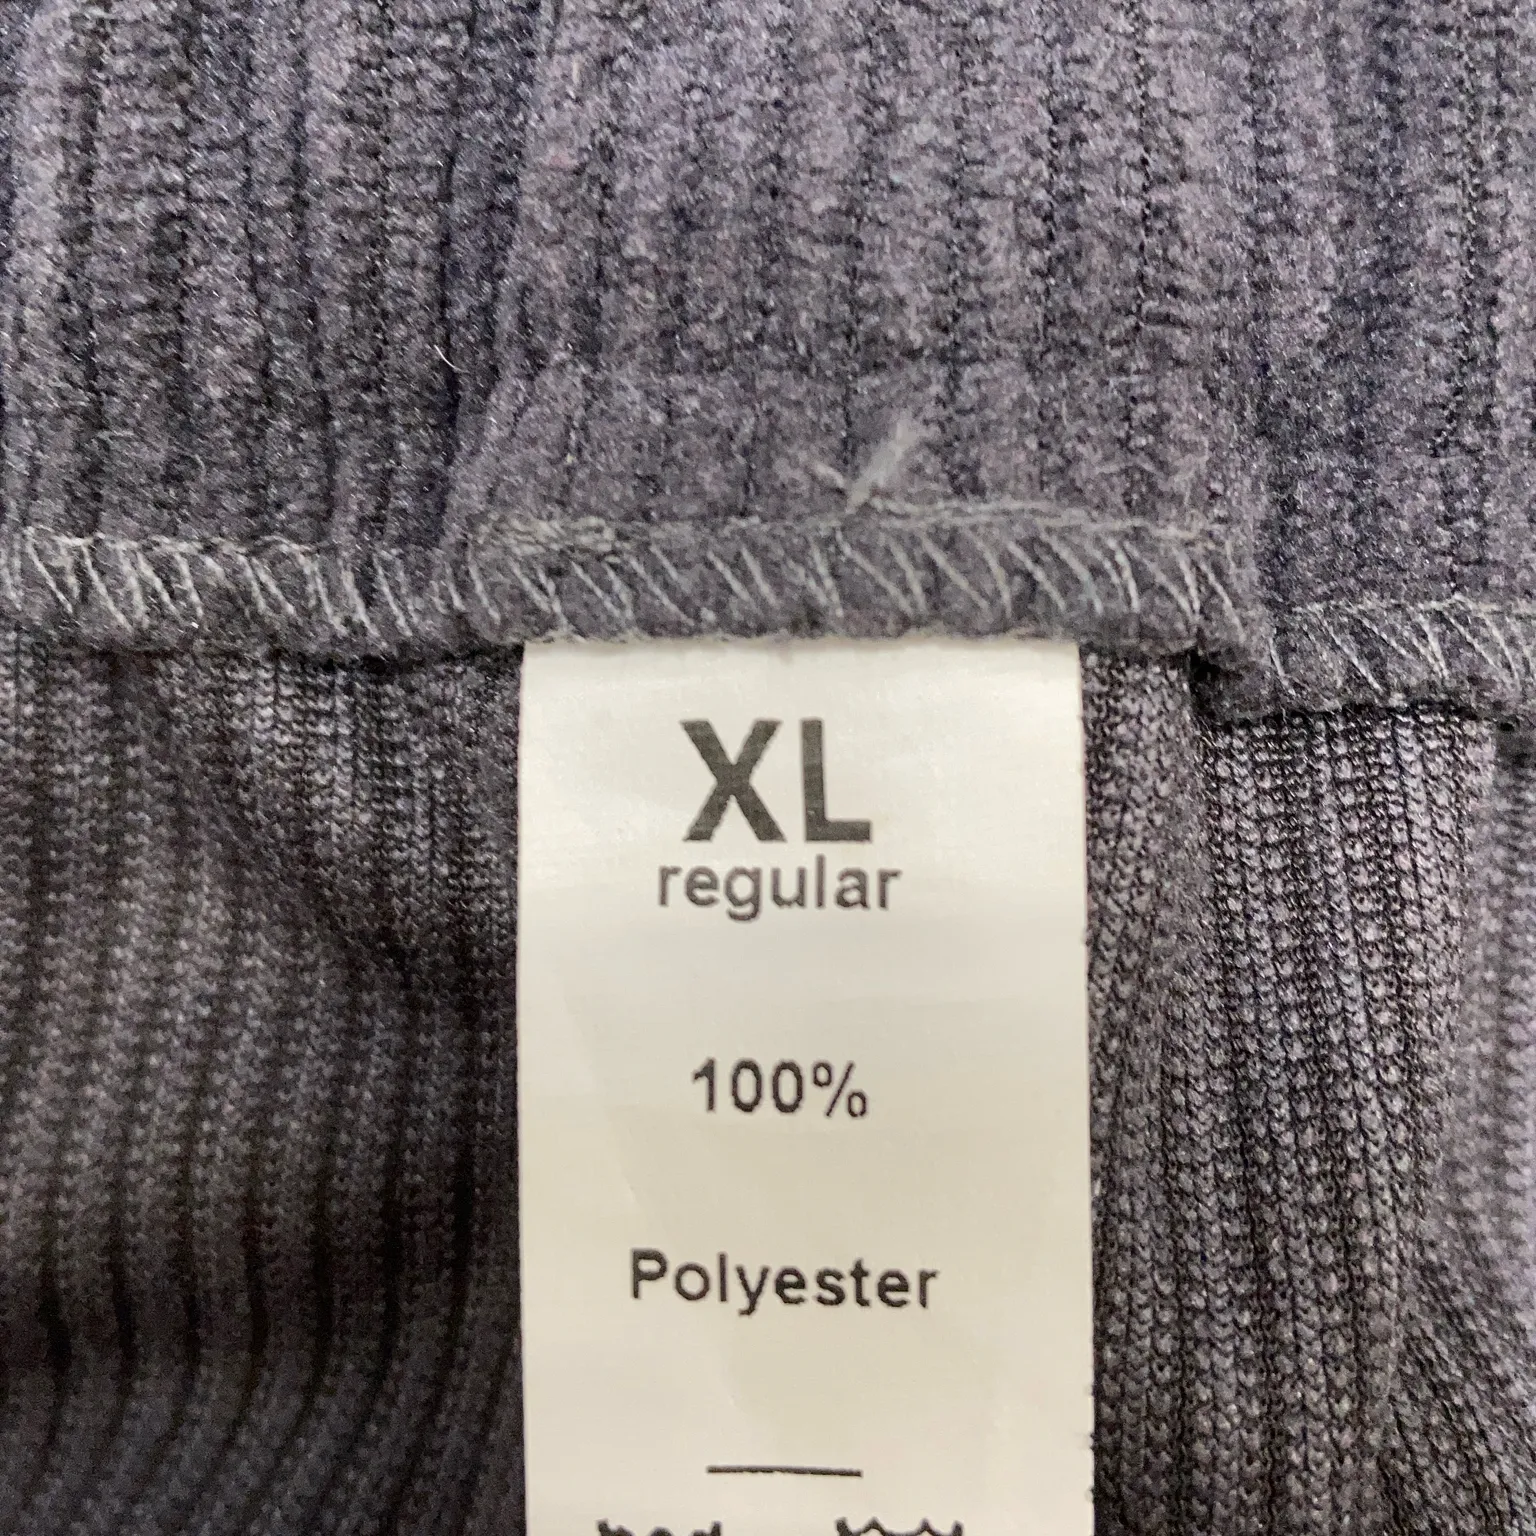 XL
regular
100%
Polyester